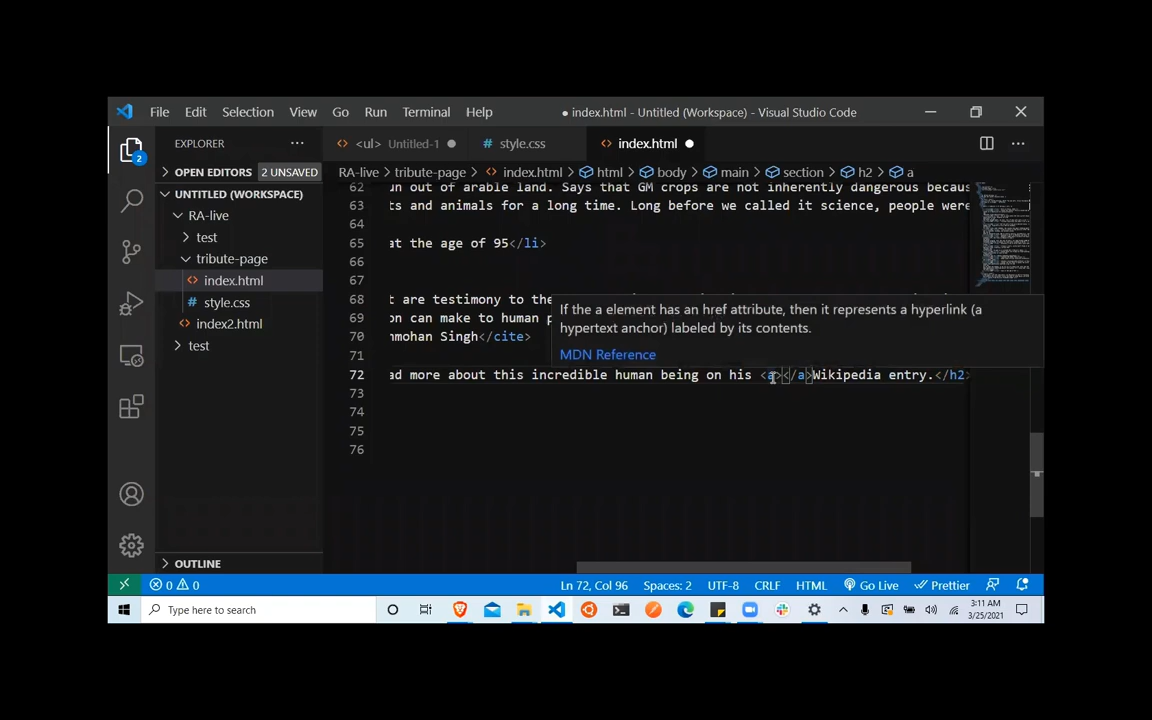 File Edit Selection View Go Run Terminal Help
● index.html - Untitled (Workspace) - Visual Studio Code
EXPLORER
<ul> Untitled-1
style.css
index.html
OPEN EDITORS 2 UNSAVED
RA-live > tribute-page > index.html > html > body > main > section > h2 > a
UNTITLED (WORKSPACE)
RA-live
test
tribute-page
index.html
style.css
index2.html
test
OUTLINE
2
62 un out of arable land. Says that GM crops are not inherently dangerous becau
63 ts and animals for a long time. Long before we called it science, people were
64
65 at the age of 95</li>
66
67
68 t are testimony to the
69 on can make to human p
70 nmohan Singh</cite>
71
If the a element has an href attribute, then it represents a hyperlink (a
hypertext anchor) labeled by its contents.
MDN Reference
72 ad more about this incredible human being on his <a></a>Wikipedia entry.</h2>
73
74
75
76
0 0 Ln 72, Col 96 Spaces: 2 UTF-8 CRLF HTML Go Live Prettier
Type here to search
3:11 AM
3/25/2021